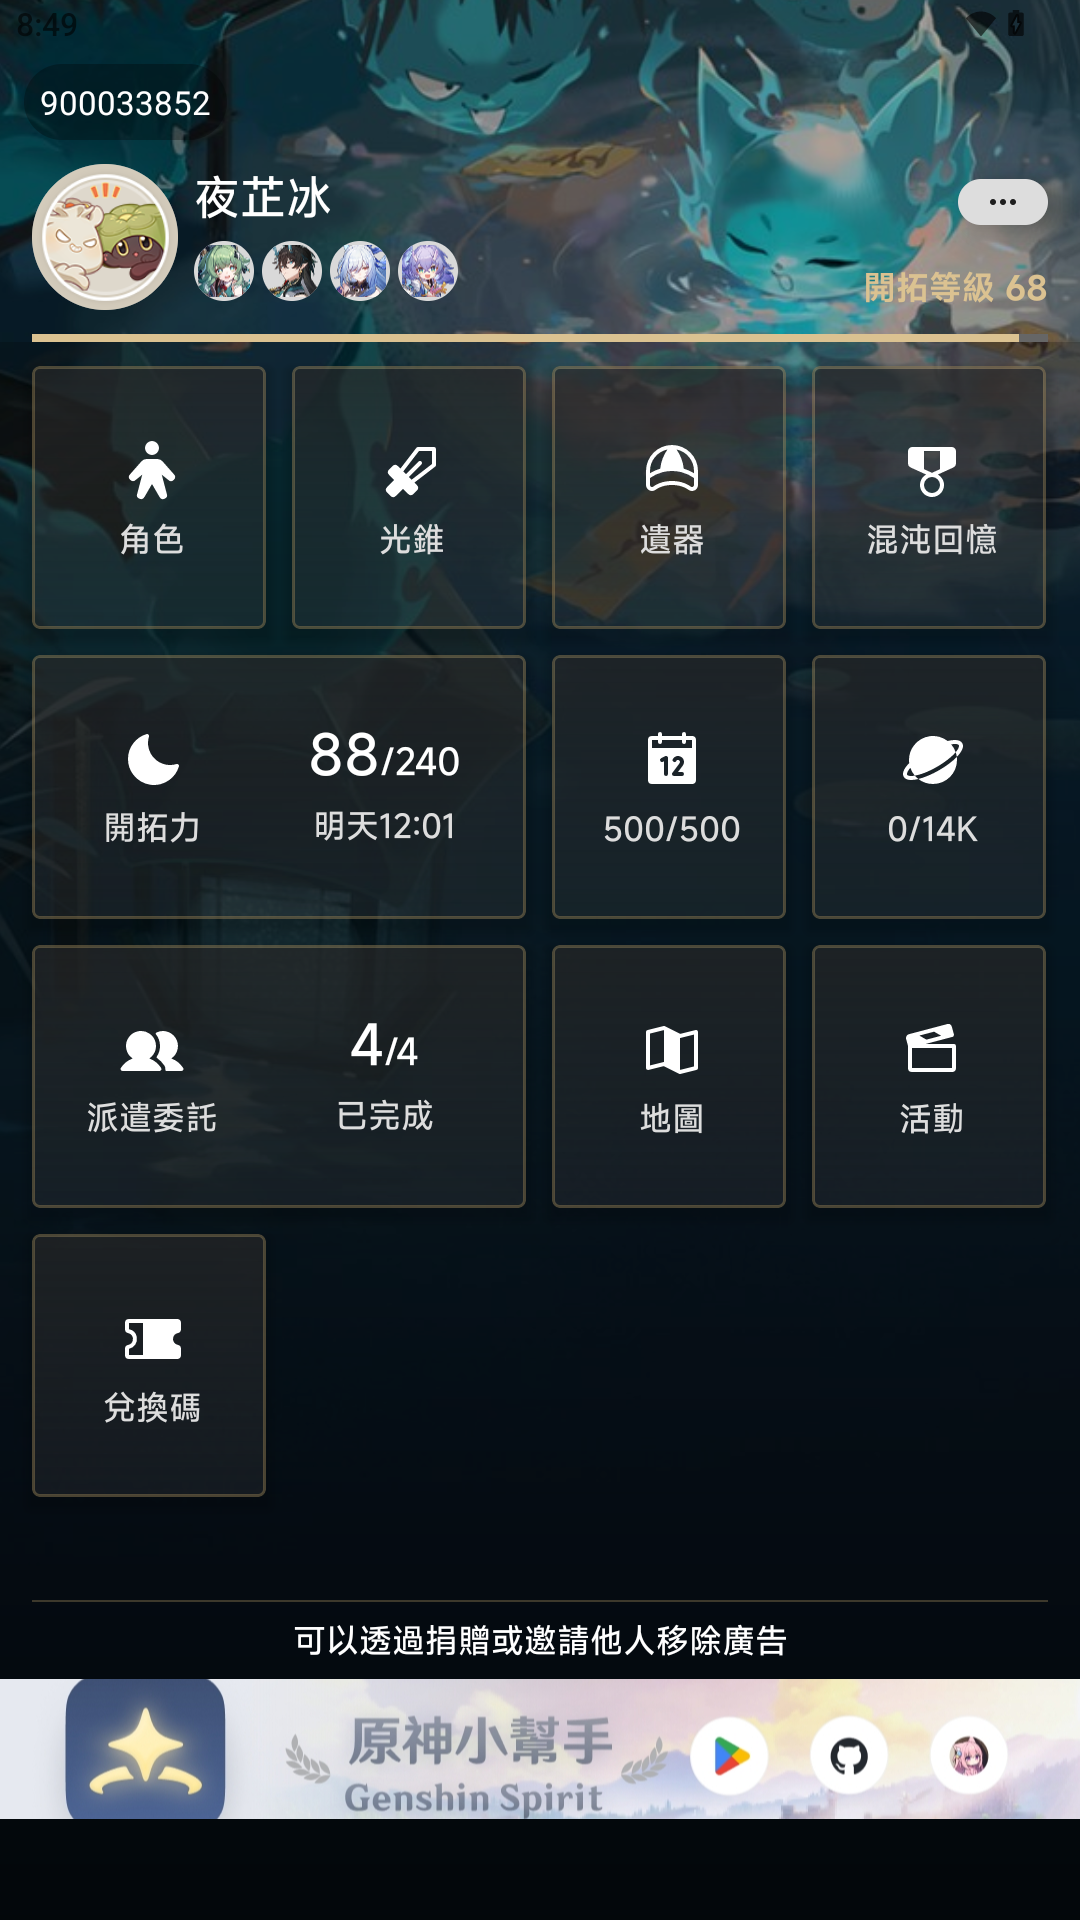 8:49
900033852
夜芷冰
開拓等級 68
角色
光錐
遺器
混沌回憶
開拓力
88/240
明天12:01
12
500/500
0/14K
派遣委託
4/4
已完成
地圖
活動
兌換碼
可以透過捐贈或邀請他人移除廣告
原神小幫手
Genshin Spirit